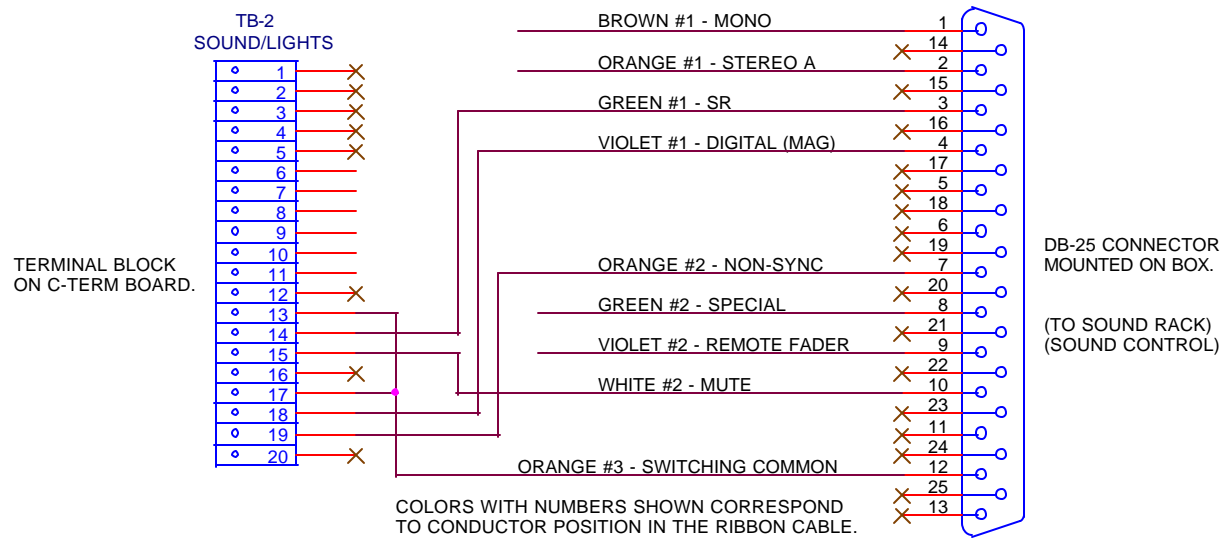 TB-2
SOUND/LIGHTS
1
2
3
4
5
6
7
8
9
10
11
12
13
14
15
16
17
18
19
20
TERMINAL BLOCK
ON C-TERM BOARD.
BROWN #1 - MONO
ORANGE #1 - STEREO A
GREEN #1 - SR
VIOLET #1 - DIGITAL (MAG)
ORANGE #2 - NON-SYNC
GREEN #2 - SPECIAL
VIOLET #2 - REMOTE FADER
WHITE #2 - MUTE
ORANGE #3 - SWITCHING COMMON
COLORS WITH NUMBERS SHOWN CORRESPOND
TO CONDUCTOR POSITION IN THE RIBBON CABLE.
1
14
2
15
3
16
4
17
5
18
6
19
7
20
8
21
9
22
10
23
11
24
12
25
13
DB-25 CONNECTOR
MOUNTED ON BOX.
(TO SOUND RACK)
(SOUND CONTROL)